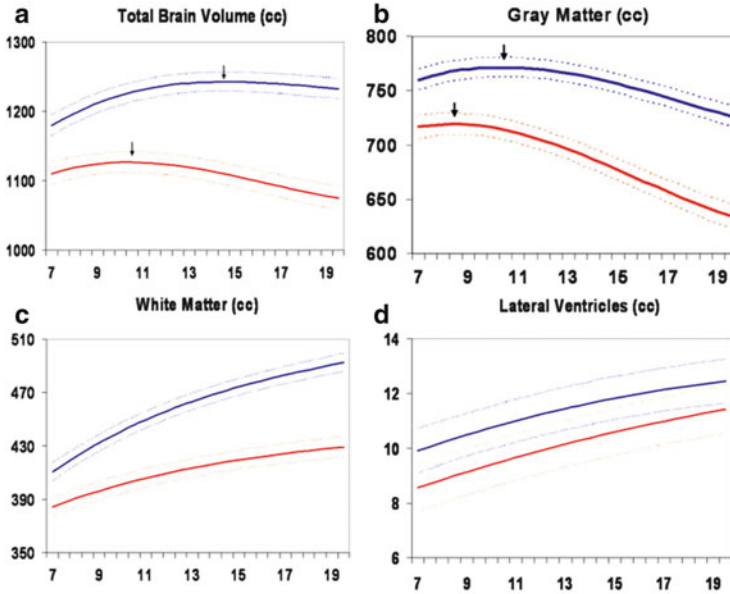 a Total Brain Volume (cc)
1300
1200
1100
1000
7 9 11 13 15 17 19
b Gray Matter (cc)
800
750
700
650
600
7 9 11 13 15 17 19
c White Matter (cc)
510
470
430
390
350
7 9 11 13 15 17 19
d Lateral Ventricles (cc)
14
12
10
8
6
7 9 11 13 15 17 19